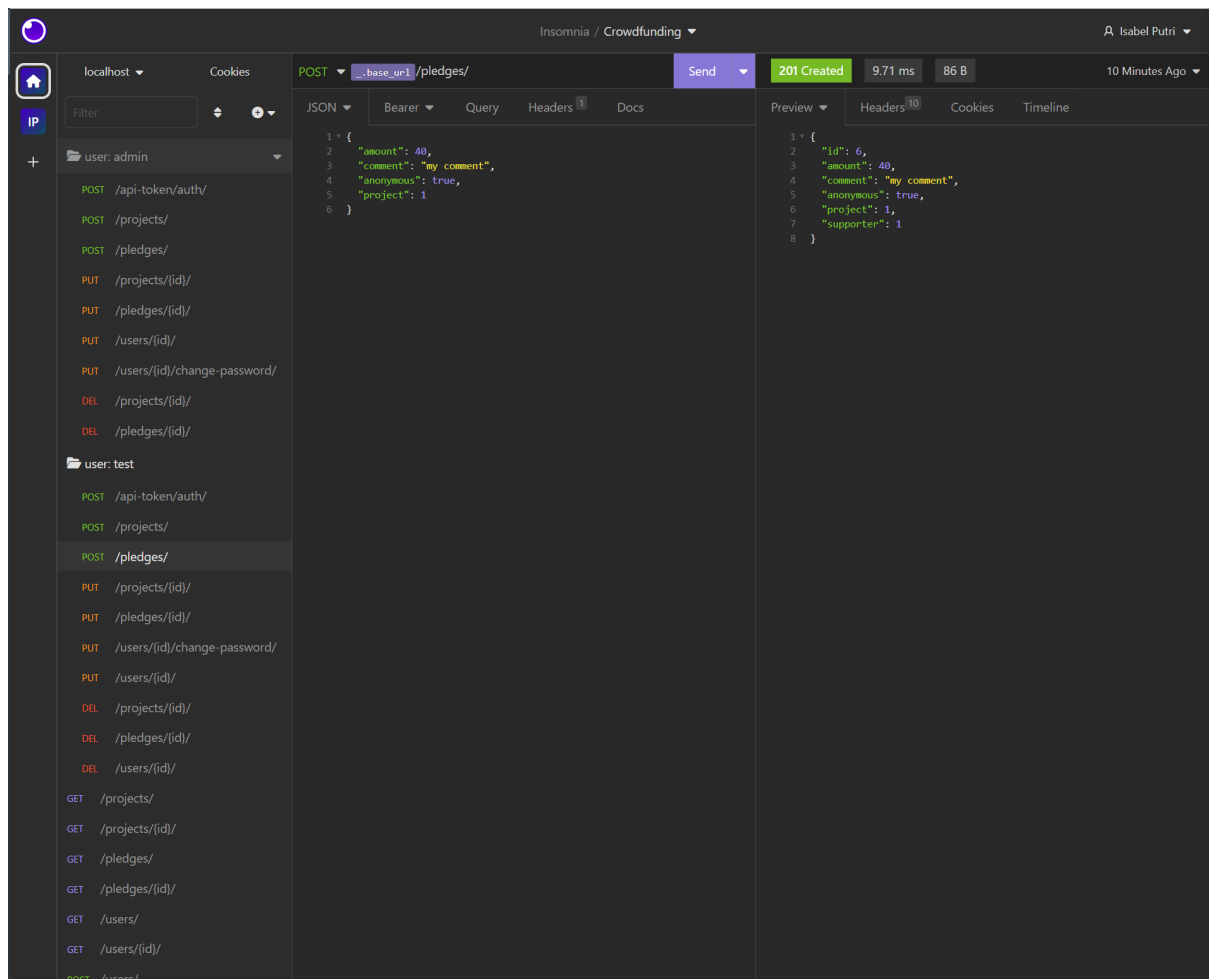 Insomnia / Crowdfunding
Isabel Putri
IP
localhost
Cookies
Filter
user: admin
POST /api-token/auth/
POST /projects/
POST /pledges/
PUT /projects/{id}/
PUT /pledges/{id}/
PUT /users/{id}/
PUT /users/{id}/change-password/
DEL /projects/{id}/
DEL /pledges/{id}/
user: test
POST /api-token/auth/
POST /projects/
POST /pledges/
PUT /projects/{id}/
PUT /pledges/{id}/
PUT /users/{id}/change-password/
PUT /users/{id}/
DEL /projects/{id}/
DEL /pledges/{id}/
DEL /users/{id}/
GET /projects/
GET /projects/{id}/
GET /pledges/
GET /pledges/{id}/
GET /users/
GET /users/{id}/
POST /users/
POST _.base_url /pledges/ Send
JSON Bearer Query Headers 1 Docs
1 {
2 "amount": 40,
3 "comment": "my comment",
4 "anonymous": true,
5 "project": 1
6 }
201 Created 9.71 ms 86 B 10 Minutes Ago
Preview Headers 10 Cookies Timeline
1 {
2 "id": 6,
3 "amount": 40,
4 "comment": "my comment",
5 "anonymous": true,
6 "project": 1,
7 "supporter": 1
8 }